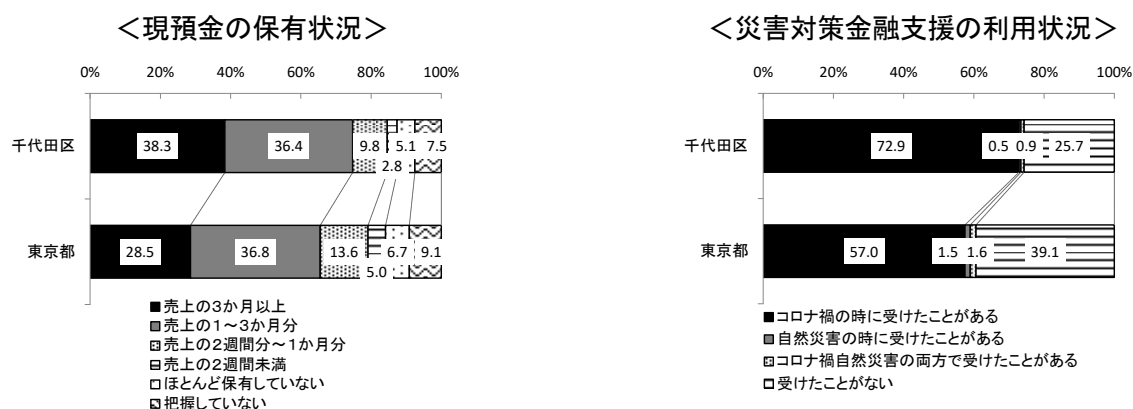 ＜現預金の保有状況＞
0% 20% 40% 60% 80% 100%
千代田区 38.3 36.4 9.8 2.8 5.1 7.5
東京都 28.5 36.8 13.6 5.0 6.7 9.1
売上の3か月以上
売上の1～3か月分
売上の2週間分～1か月分
売上の2週間未満
ほとんど保有していない
把握していない
＜災害対策金融支援の利用状況＞
0% 20% 40% 60% 80% 100%
千代田区 72.9 0.5 0.9 25.7
東京都 57.0 1.5 1.6 39.1
コロナ禍の時に受けたことがある
自然災害の時に受けたことがある
コロナ禍自然災害の両方で受けたことがある
受けたことがない